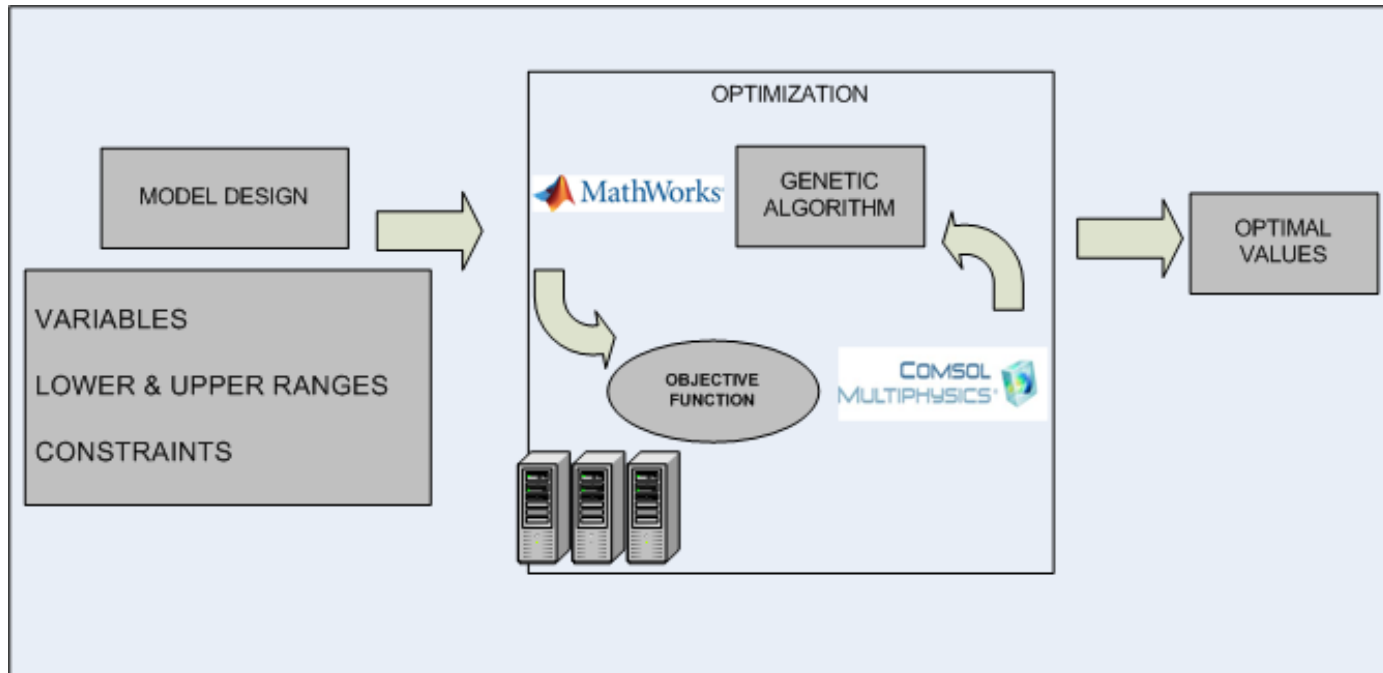 OPTIMIZATION
MODEL DESIGN
MathWorks®
GENETIC
ALGORITHM
OPTIMAL
VALUES
VARIABLES
LOWER & UPPER RANGES
CONSTRAINTS
OBJECTIVE
FUNCTION
COMSOL
MULTIPHYSICS®